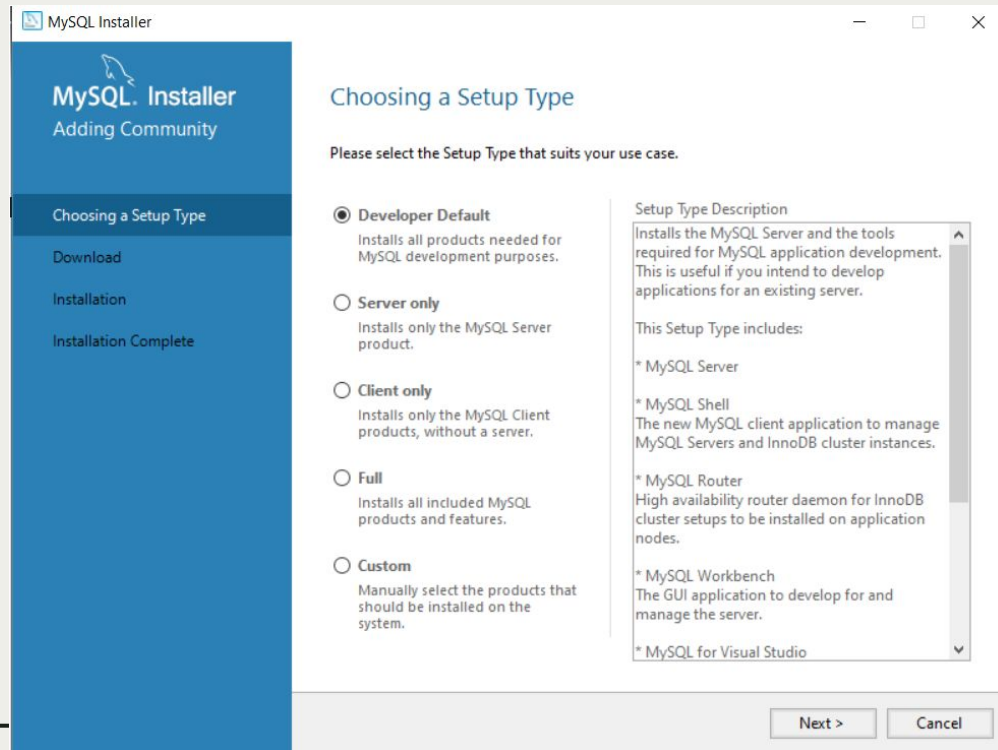 MySQL Installer
MySQL. Installer
Adding Community
Choosing a Setup Type
Download
Installation
Installation Complete
Choosing a Setup Type
Please select the Setup Type that suits your use case.
Developer Default
Installs all products needed for
MySQL development purposes.
Server only
Installs only the MySQL Server
product.
Client only
Installs only the MySQL Client
products, without a server.
Full
Installs all included MySQL
products and features.
Custom
Manually select the products that
should be installed on the
system.
Setup Type Description
Installs the MySQL Server and the tools
required for MySQL application development.
This is useful if you intend to develop
applications for an existing server.
This Setup Type includes:
* MySQL Server
* MySQL Shell
The new MySQL client application to manage
MySQL Servers and InnoDB cluster instances.
* MySQL Router
High availability router daemon for InnoDB
cluster setups to be installed on application
nodes.
* MySQL Workbench
The GUI application to develop for and
manage the server.
* MySQL for Visual Studio
Next >
Cancel